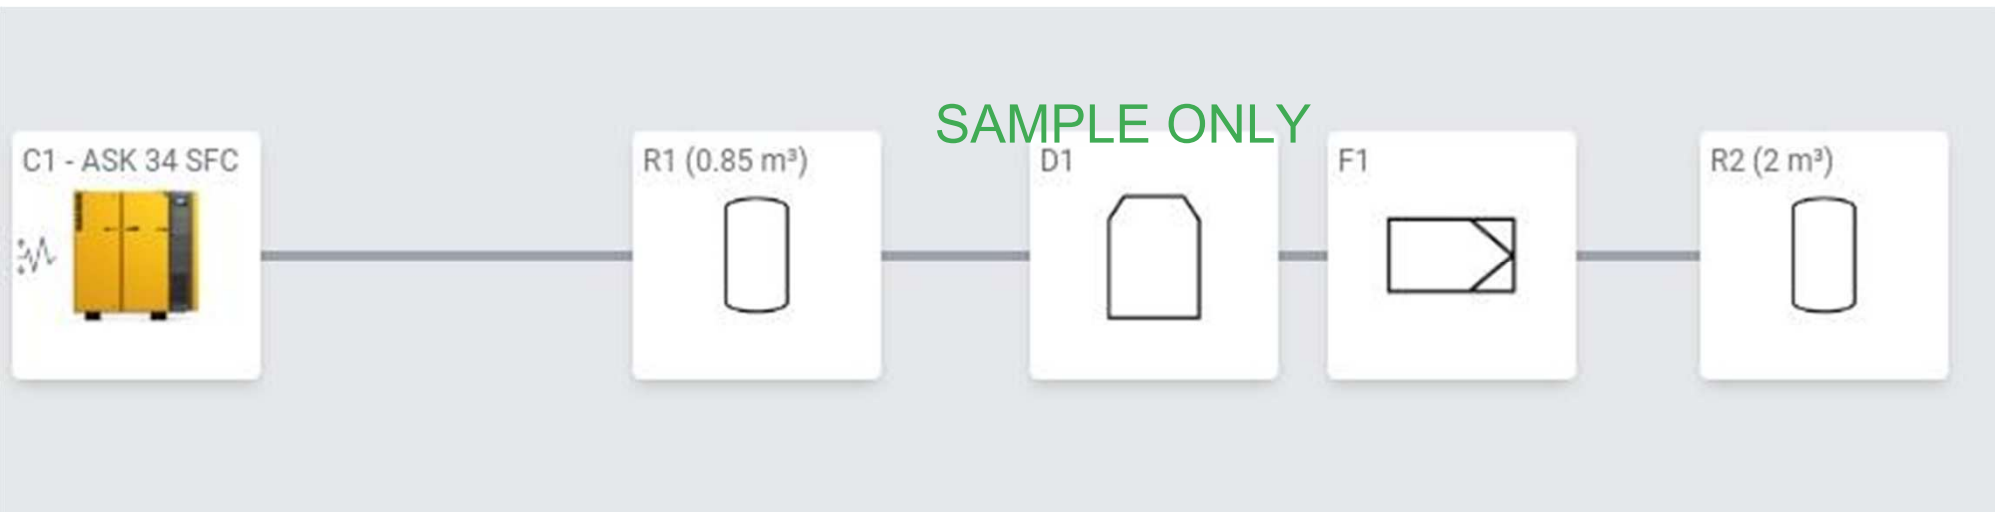 SAMPLE ONLY
C1 - ASK 34 SFC
R1 (0.85 m³)
D1
F1
R2 (2 m³)